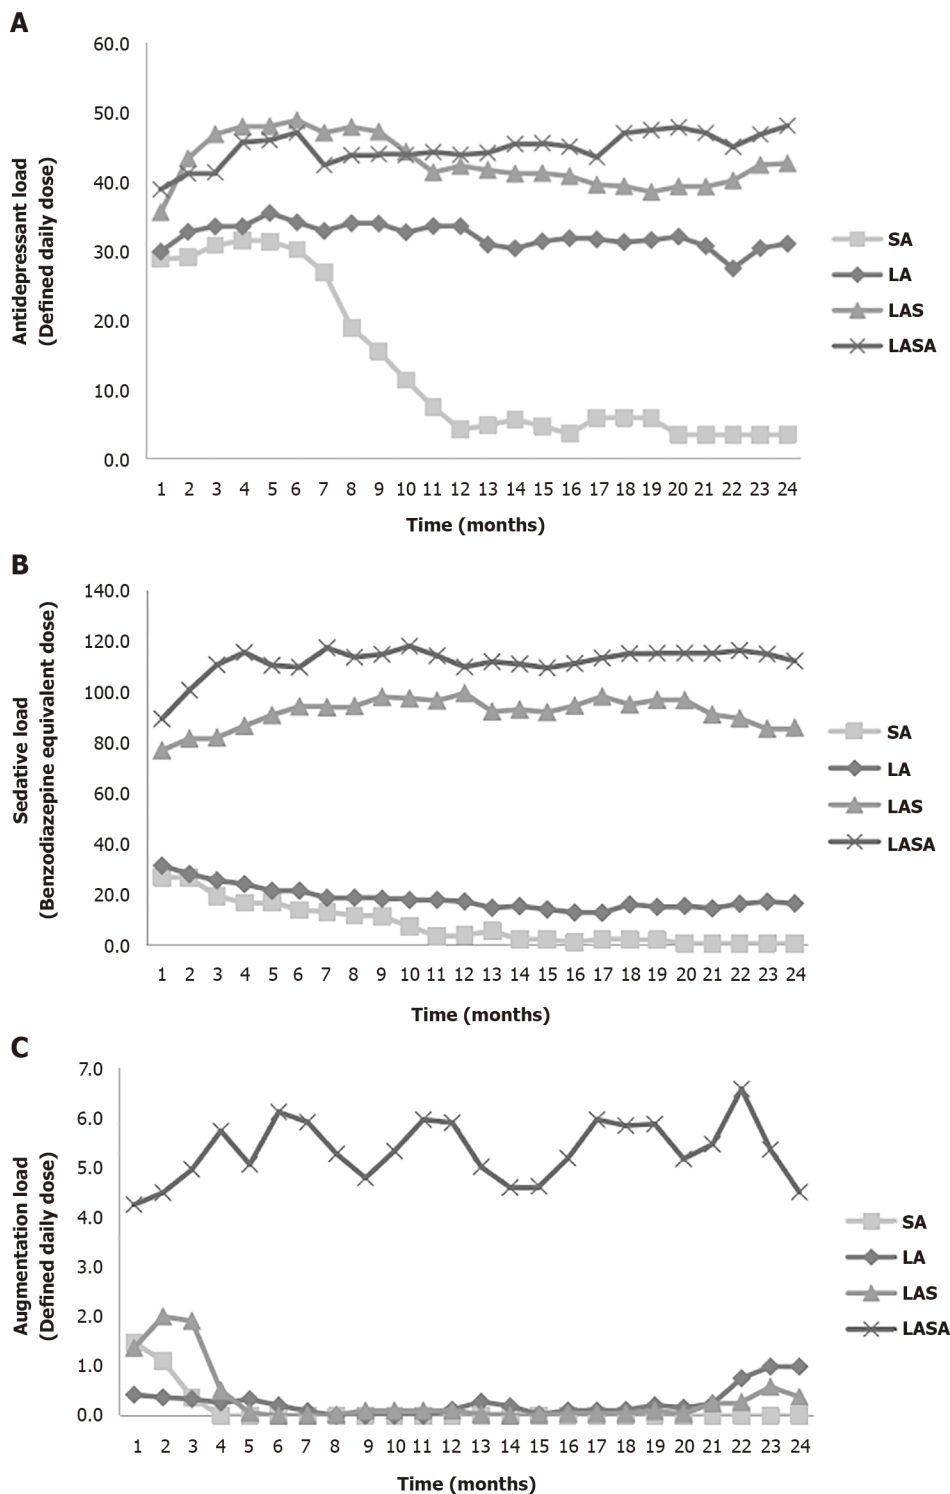 A
Antidepressant load
(Defined daily dose)
60.0
50.0
40.0
30.0
20.0
10.0
0.0
1 2 3 4 5 6 7 8 9 10 11 12 13 14 15 16 17 18 19 20 21 22 23 24
Time (months)
SA
LA
LAS
LASA
B
Sedative load
(Benzodiazepine equivalent dose)
140.0
120.0
100.0
80.0
60.0
40.0
20.0
0.0
1 2 3 4 5 6 7 8 9 10 11 12 13 14 15 16 17 18 19 20 21 22 23 24
Time (months)
SA
LA
LAS
LASA
C
Augmentation load
(Defined daily dose)
7.0
6.0
5.0
4.0
3.0
2.0
1.0
0.0
1 2 3 4 5 6 7 8 9 10 11 12 13 14 15 16 17 18 19 20 21 22 23 24
Time (months)
SA
LA
LAS
LASA